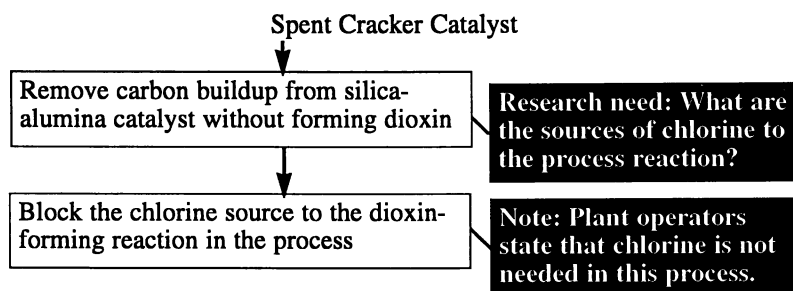 Spent Cracker Catalyst
Remove carbon buildup from silica-
alumina catalyst without forming dioxin
Research need: What are
the sources of chlorine to
the process reaction?
Block the chlorine source to the dioxin-
forming reaction in the process
Note: Plant operators
state that chlorine is not
needed in this process.